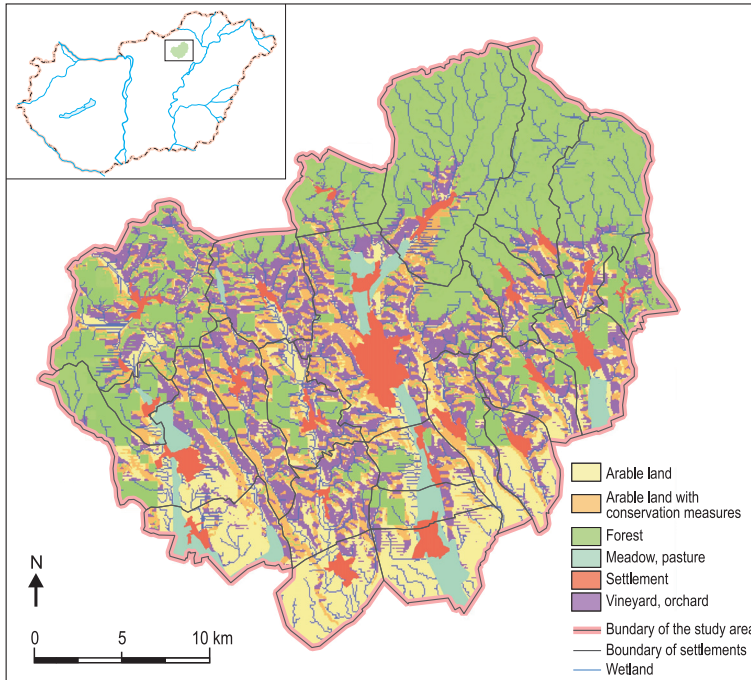 Arable land
Arable land with
conservation measures
Forest
Meadow, pasture
Settlement
Vineyard, orchard
Bundary of the study area
Boundary of settlements
Wetland
N
0 5 10 km